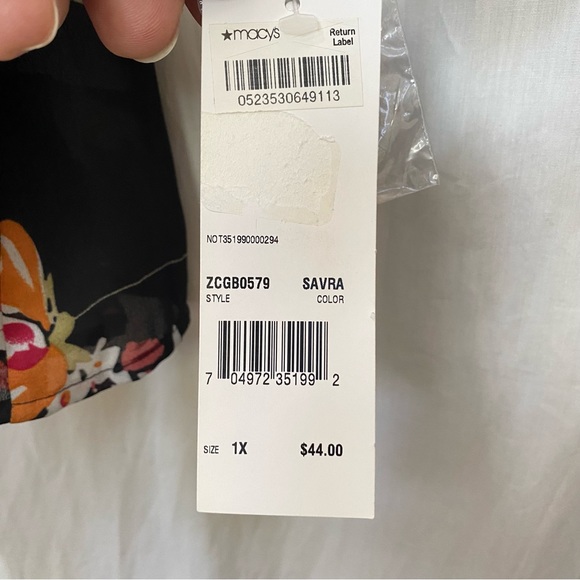 ★macys Return
Label
0523530649113
NOT351990000294
ZCGB0579 SAVRA
STYLE COLOR
7 04972 35199 2
SIZE 1X $44.00